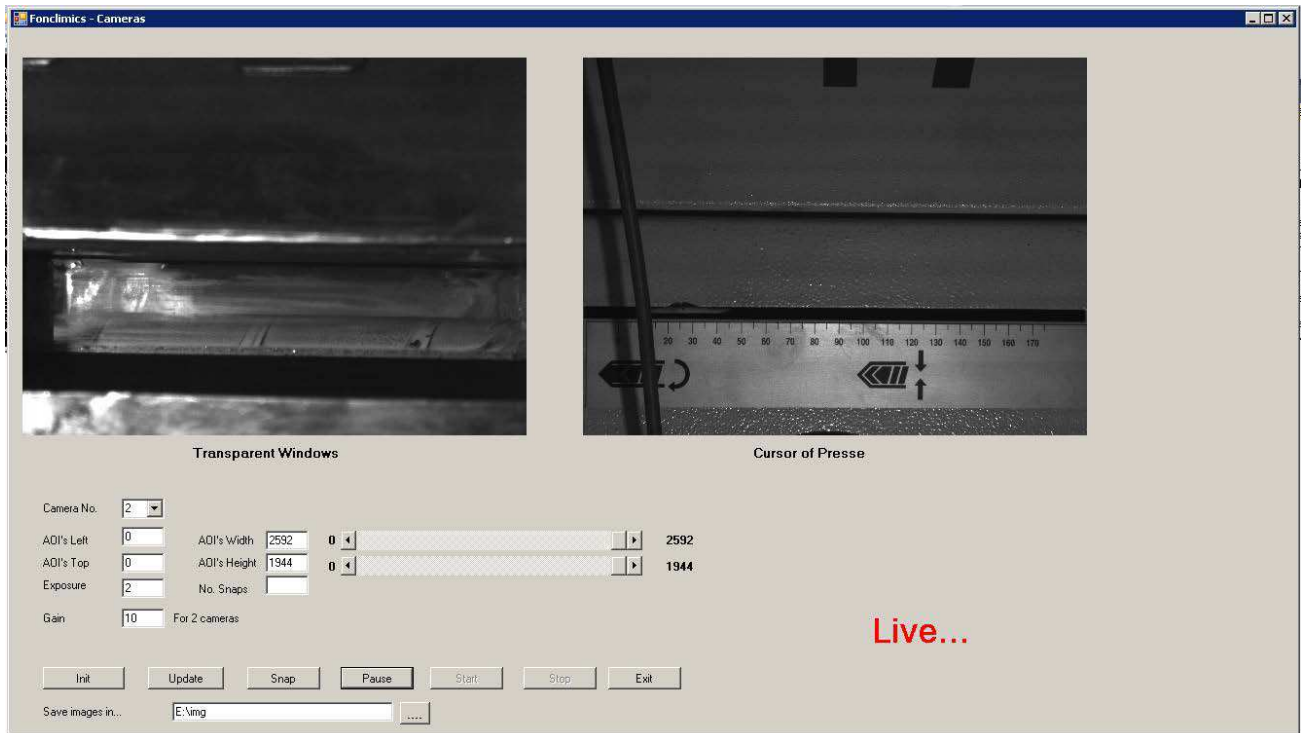 Fonclimics - Cameras
20 30 40 50 60 70 80 90 100 110 120 130 140 150 160 170
Transparent Windows
Cursor of Presse
Camera No. 2
AOI's Left 0 AOI's Width 2592 0 2592
AOI's Top 0 AOI's Height 1944 0 1944
Exposure 2 No. Snaps
Gain 10 For 2 cameras
Live...
Init Update Snap Pause Start Stop Exit
Save images in... E:\img ....